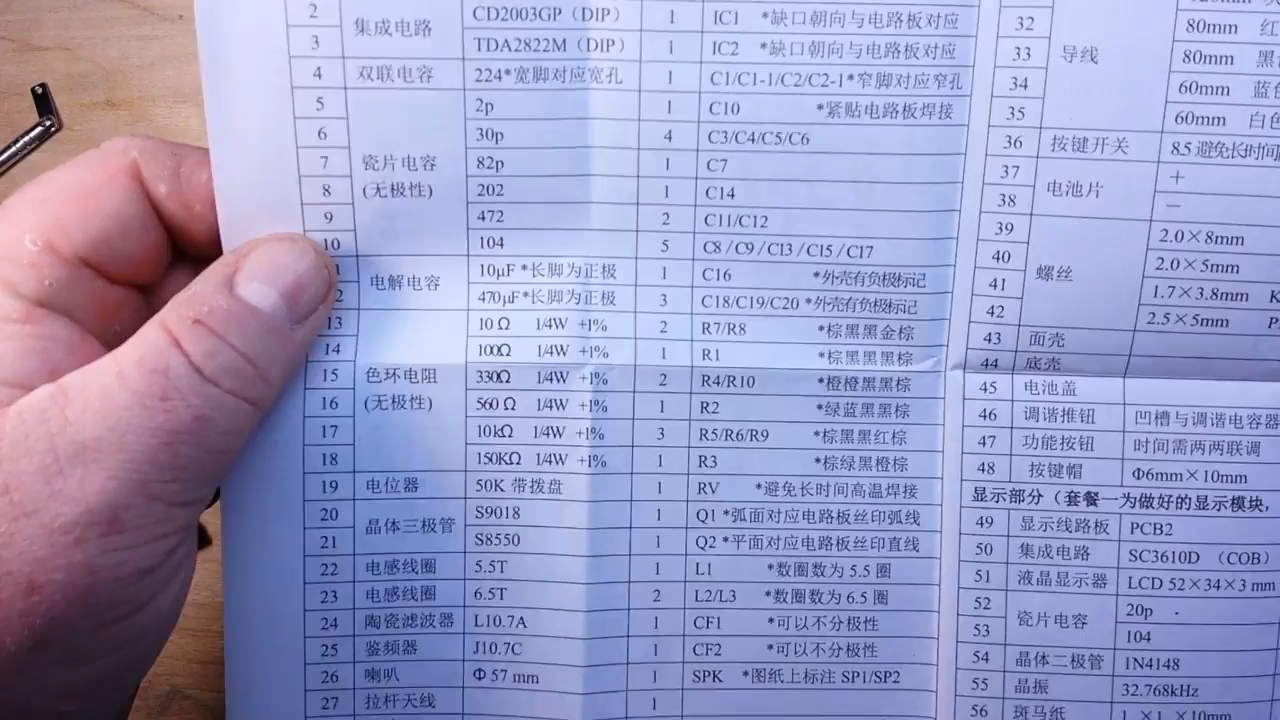 2 集成电路 CD2003GP（DIP） 1 IC1 *缺口朝向与电路板对应
3 TDA2822M（DIP） 1 IC2 *缺口朝向与电路板对应
4 双联电容 224*宽脚对应宽孔 1 C1/C1-1/C2/C2-1*窄脚对应窄孔
5 瓷片电容 (无极性) 2p 1 C10 *紧贴电路板焊接
6 30p 4 C3/C4/C5/C6
7 82p 1 C7
8 202 1 C14
9 472 2 C11/C12
10 104 5 C8/C9/C13/C15/C17
电解电容 10μF *长脚为正极 1 C16 *外壳有负极标记
2 470μF *长脚为正极 3 C18/C19/C20 *外壳有负极标记
13 色环电阻 (无极性) 10Ω 1/4W +1% 2 R7/R8 *棕黑黑金棕
14 100Ω 1/4W +1% 1 R1 *棕黑黑黑棕
15 330Ω 1/4W +1% 2 R4/R10 *橙橙黑黑棕
16 560Ω 1/4W +1% 1 R2 *绿蓝黑黑棕
17 10kΩ 1/4W +1% 3 R5/R6/R9 *棕黑黑红棕
18 150KΩ 1/4W +1% 1 R3 *棕绿黑橙棕
19 电位器 50K 带拨盘 1 RV *避免长时间高温焊接
20 晶体三极管 S9018 1 Q1 *弧面对应电路板丝印弧线
21 S8550 1 Q2 *平面对应电路板丝印直线
22 电感线圈 5.5T 1 L1 *数圈数为 5.5 圈
23 电感线圈 6.5T 2 L2/L3 *数圈数为 6.5 圈
24 陶瓷滤波器 L10.7A 1 CF1 *可以不分极性
25 鉴频器 J10.7C 1 CF2 *可以不分极性
26 喇叭 Φ57 mm 1 SPK *图纸上标注 SP1/SP2
27 拉杆天线 1
32 导线 80mm 红
33 80mm 黑
34 60mm 蓝色
35 60mm 白色
36 按键开关 8.5 避免长时间
37 电池片 ＋
38 －
39 螺丝 2.0×8mm
40 2.0×5mm
41 1.7×3.8mm K
42 2.5×5mm P
43 面壳
44 底壳
45 电池盖
46 调谐推钮 凹槽与调谐电容器
47 功能按钮 时间需两两联调
48 按键帽 Φ6mm×10mm
显示部分（套餐一为做好的显示模块，
49 显示线路板 PCB2
50 集成电路 SC3610D （COB）
51 液晶显示器 LCD 52×34×3 mm
52 瓷片电容 20p
53 104
54 晶体二极管 1N4148
55 晶振 32.768kHz
56 斑马纸